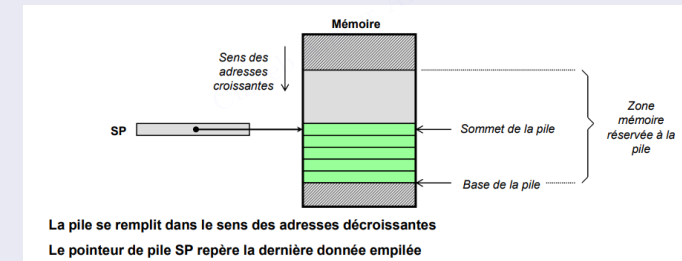 Mémoire
Sens des
adresses
croissantes
SP
Sommet de la pile
Base de la pile
Zone
mémoire
réservée à la
pile
La pile se remplit dans le sens des adresses décroissantes
Le pointeur de pile SP repère la dernière donnée empilée